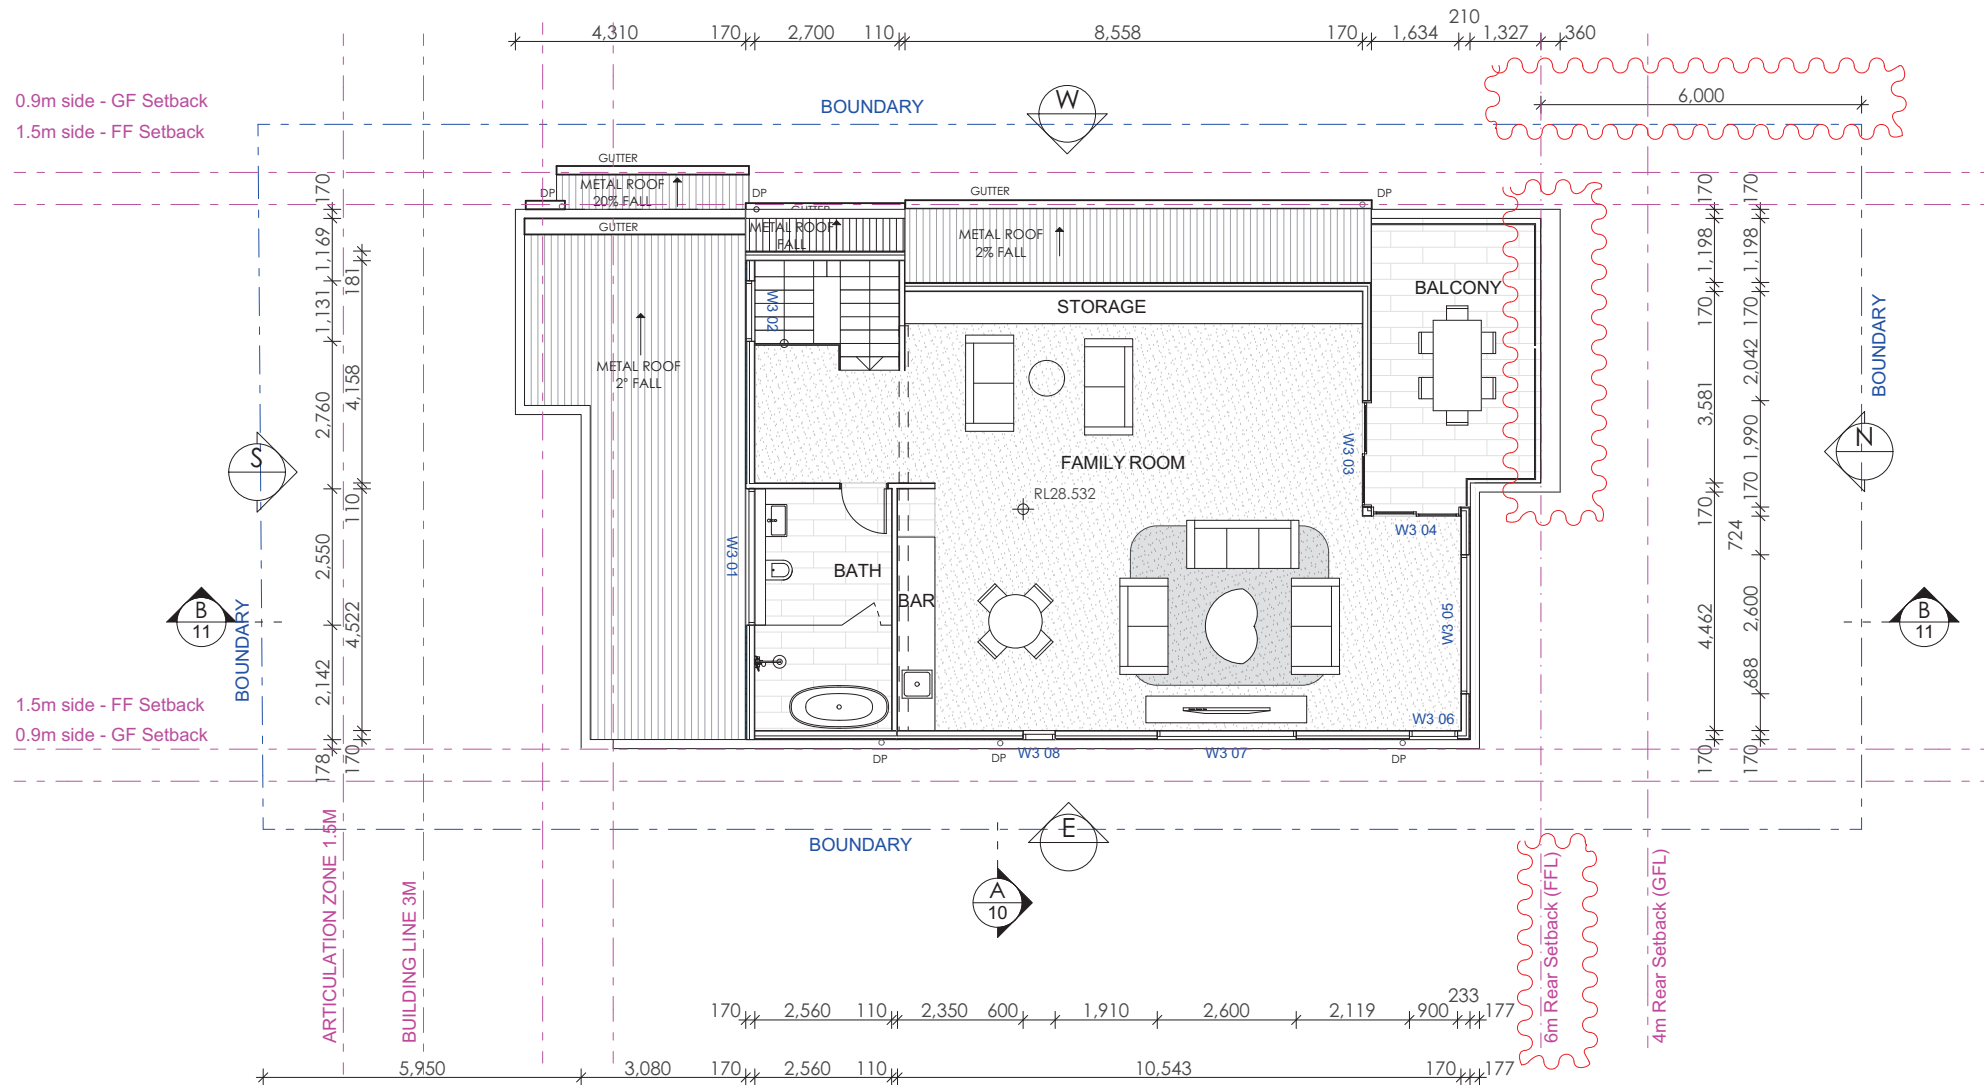 210
4,310 170 2,700 110 8,558 170 1,634 1,327 360
6,000
0.9m side - GF Setback
1.5m side - FF Setback
BOUNDARY
W
GUTTER
METAL ROOF
20% FALL
DP
DP
GUTTER
DP
GUTTER
GUTTER
METAL ROOF
FALL
METAL ROOF
2% FALL
METAL ROOF
2° FALL
STORAGE
BALCONY
W3 02
W3 03
FAMILY ROOM
RL28.532
W3 04
W3 01
BATH
BAR
W3 05
W3 06
W3 08
W3 07
DP
DP
DP
170
1,169
1,131
2,760
2,550
2,142
178
181
4,158
110
4,522
170
170
1,198
170
3,581
170
4,462
170
170
1,198
170
2,042
1,990
170
724
2,600
688
170
S
N
BOUNDARY
BOUNDARY
B
11
B
11
1.5m side - FF Setback
0.9m side - GF Setback
BOUNDARY
E
A
10
ARTICULATION ZONE 1.5M
BUILDING LINE 3M
6m Rear Setback (FFL)
4m Rear Setback (GFL)
233
170 2,560 110 2,350 600 1,910 2,600 2,119 900 177
5,950 3,080 170 2,560 110 10,543 170 177